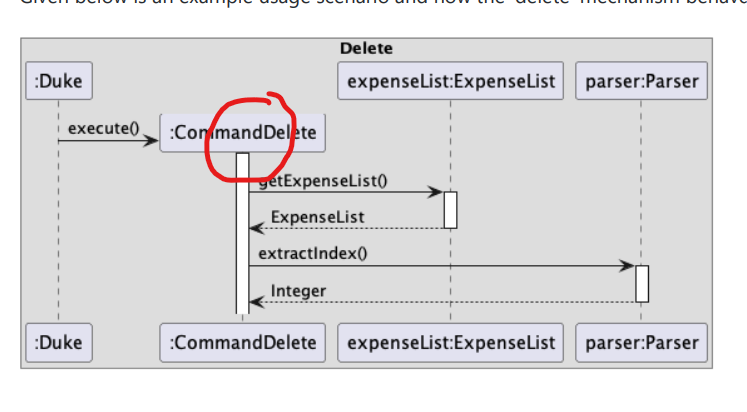 Given below is an example usage scenario and how the delete mechanism behave
Delete
:Duke
expenseList:ExpenseList
parser:Parser
execute()
:CommandDelete
getExpenseList()
ExpenseList
extractIndex()
Integer
:Duke
:CommandDelete
expenseList:ExpenseList
parser:Parser